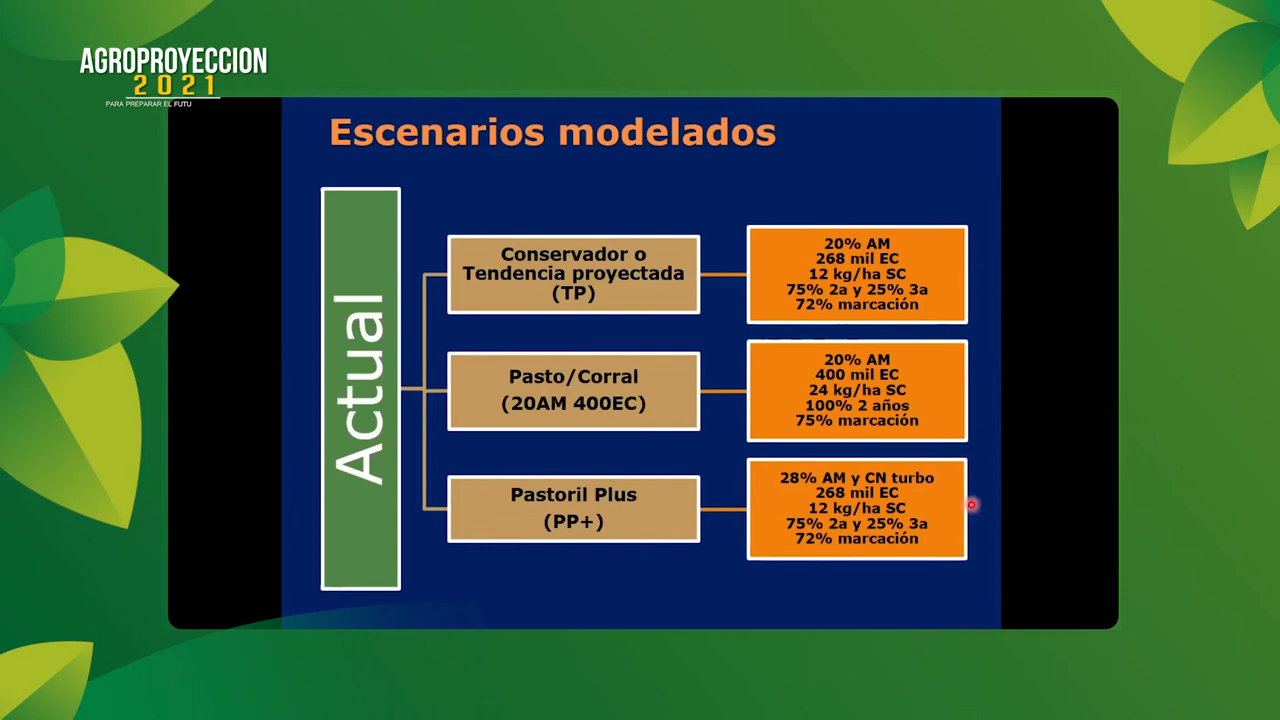 AGROPROYECCION
2021
PARA PREPARAR EL FUTU
Escenarios modelados
Actual
Conservador o
Tendencia proyectada
(TP)
20% AM
268 mil EC
12 kg/ha SC
75% 2a y 25% 3a
72% marcación
Pasto/Corral
(20AM 400EC)
20% AM
400 mil EC
24 kg/ha SC
100% 2 años
75% marcación
Pastoril Plus
(PP+)
28% AM y CN turbo
268 mil EC
12 kg/ha SC
75% 2a y 25% 3a
72% marcación